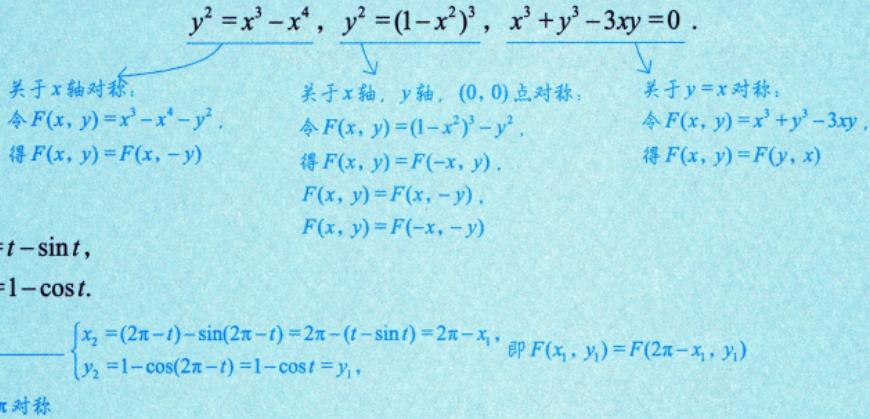 y² = x³ − x⁴，y² = (1−x²)³，x³ + y³ − 3xy = 0．
关于x轴对称：
令F(x, y)=x³−x⁴−y²，
得F(x, y)=F(x, −y)
关于x轴，y轴，(0, 0)点对称：
令F(x, y)=(1−x²)³−y²，
得F(x, y)=F(−x, y)，
F(x, y)=F(x, −y)，
F(x, y)=F(−x, −y)
关于y=x对称：
令F(x, y)=x³+y³−3xy，
得F(x, y)=F(y, x)
=t−sint,
=1−cost.
x₂=(2π−t)−sin(2π−t)=2π−(t−sint)=2π−x₁，
y₂=1−cos(2π−t)=1−cost=y₁，
即F(x₁, y₁)=F(2π−x₁, y₁)
π对称